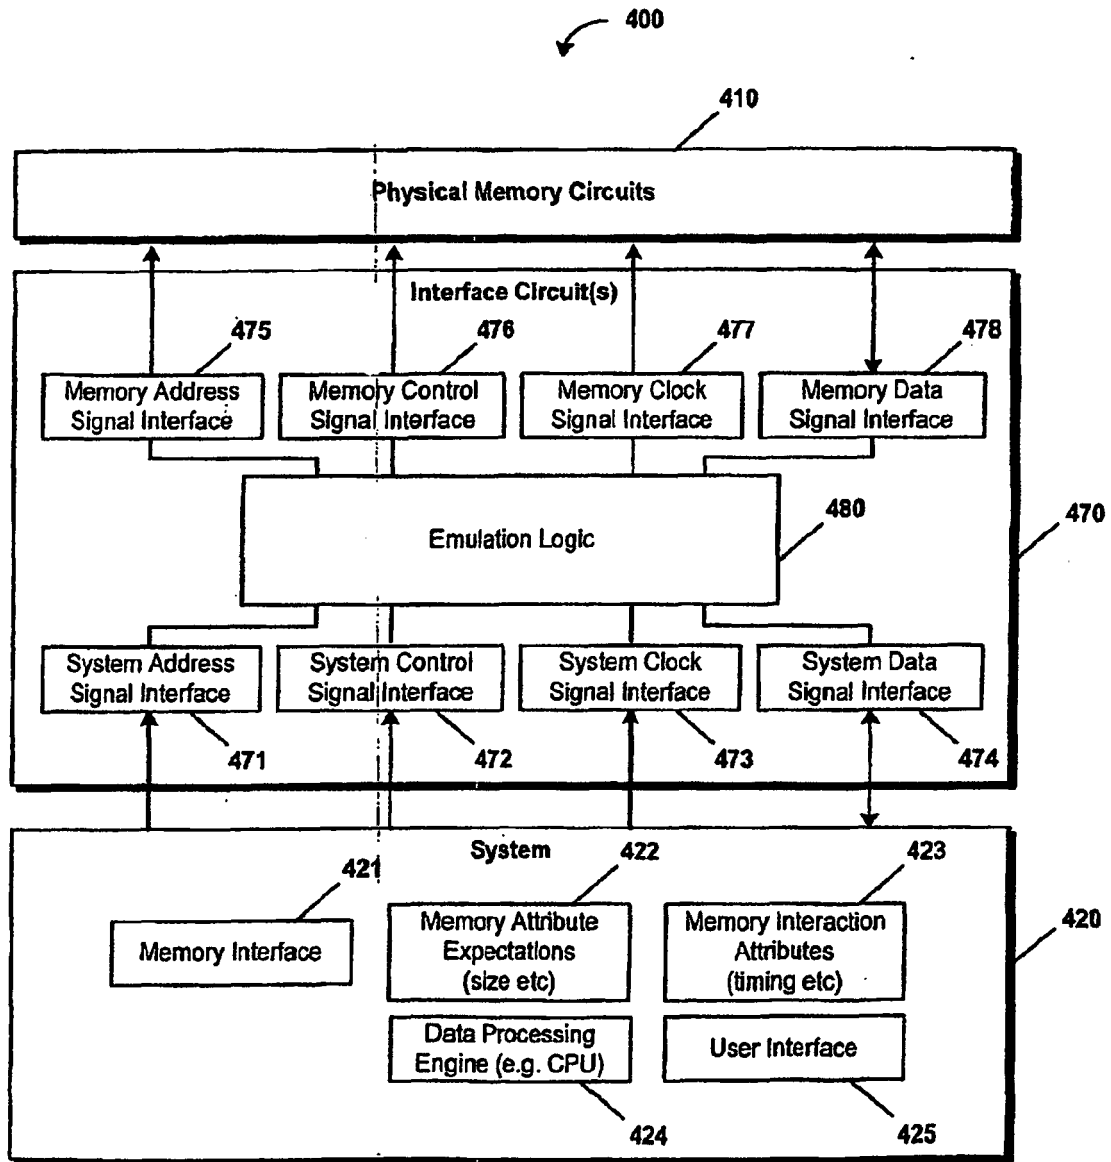 400
410
Physical Memory Circuits
Interface Circuit(s)
475
476
477
478
Memory Address
Signal Interface
Memory Control
Signal Interface
Memory Clock
Signal Interface
Memory Data
Signal Interface
480
Emulation Logic
470
System Address
Signal Interface
System Control
Signal Interface
System Clock
Signal Interface
System Data
Signal Interface
471
472
473
474
System
421
422
423
Memory Interface
Memory Attribute
Expectations
(size etc)
Memory Interaction
Attributes
(timing etc)
420
Data Processing
Engine (e.g. CPU)
User Interface
424
425